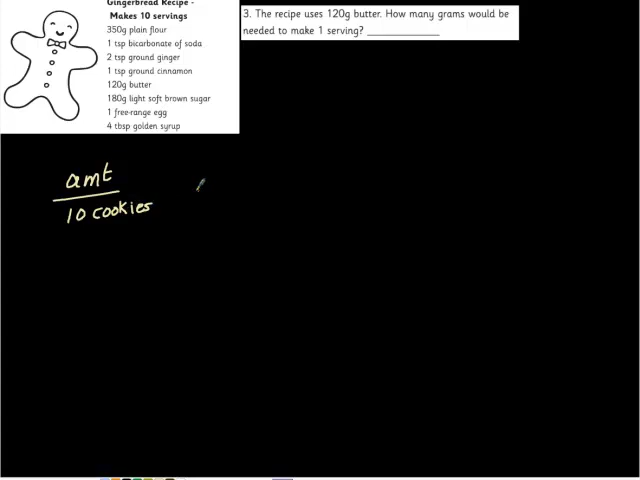 Gingerbread Recipe -
Makes 10 servings
350g plain flour
1 tsp bicarbonate of soda
2 tsp ground ginger
1 tsp ground cinnamon
120g butter
180g light soft brown sugar
1 free-range egg
4 tbsp golden syrup
3. The recipe uses 120g butter. How many grams would be
needed to make 1 serving? ____________
amt
10 cookies